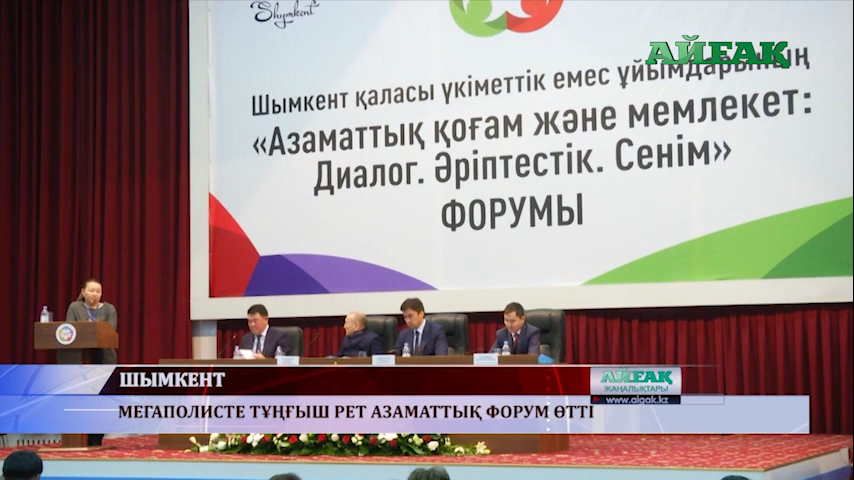 Shymkent
АЙҒАҚ
Шымкент қаласы үкіметтік емес ұйымдарының
«Азаматтық қоғам және мемлекет:
Диалог. Әріптестік. Сенім»
ФОРУМЫ
ШЫМКЕНТ
АЙҒАҚ
ЖАҢАЛЫҚТАРЫ
www.aigak.kz
МЕГАПОЛИСТЕ ТҰҢҒЫШ РЕТ АЗАМАТТЫҚ ФОРУМ ӨТТІ